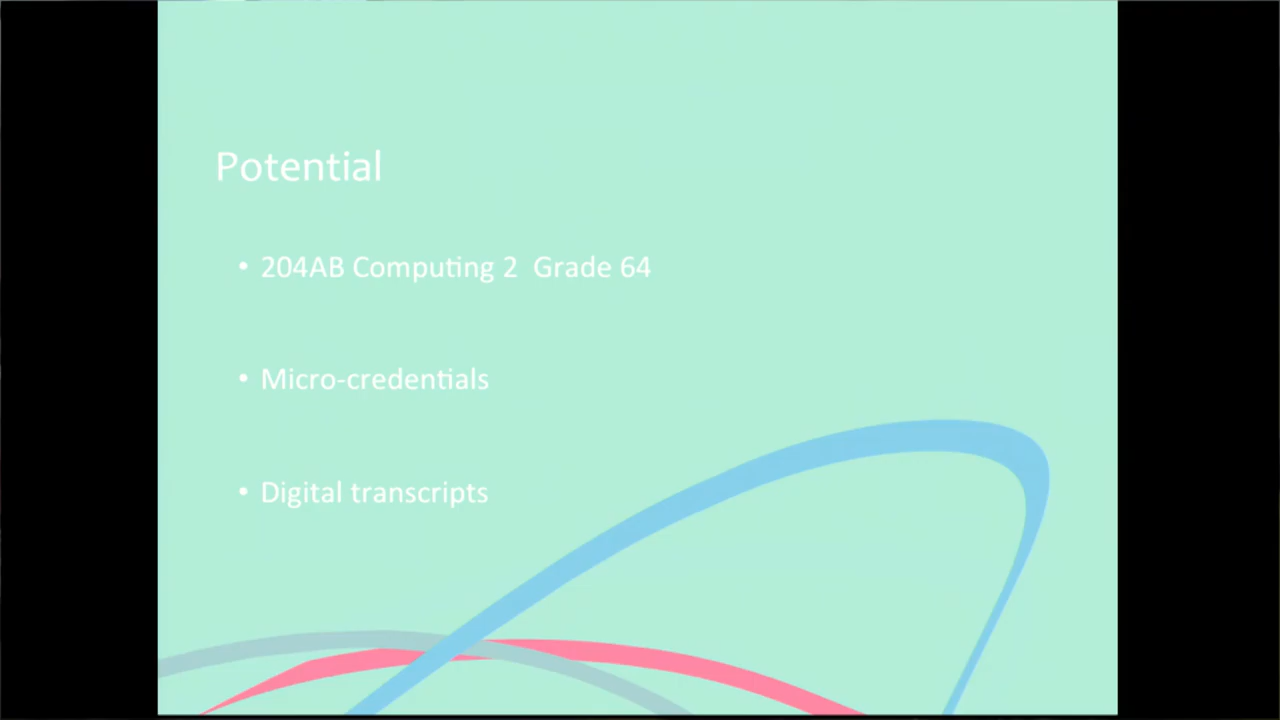 Potential
• 204AB Computing 2  Grade 64
• Micro-credentials
• Digital transcripts